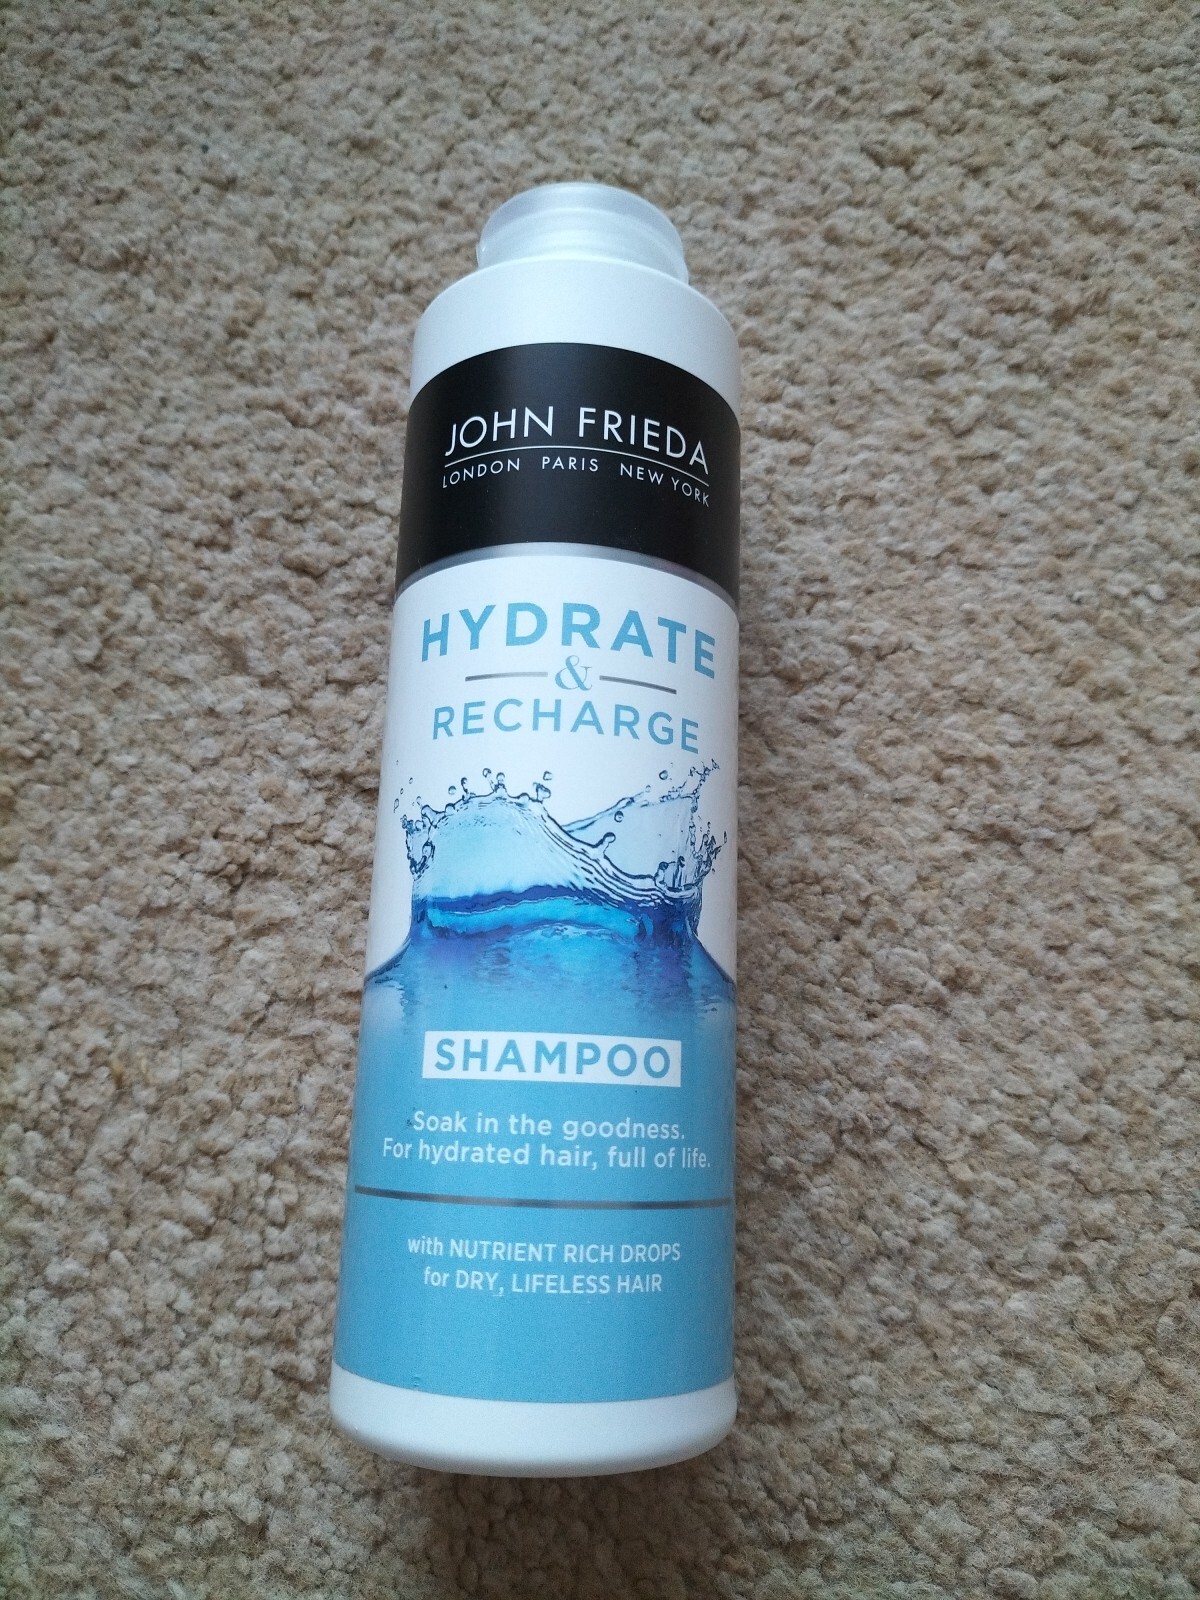 JOHN FRIEDA
LONDON PARIS NEW YORK
HYDRATE
&
RECHARGE
SHAMPOO
Soak in the goodness.
For hydrated hair, full of life.
with NUTRIENT RICH DROPS
for DRY, LIFELESS HAIR